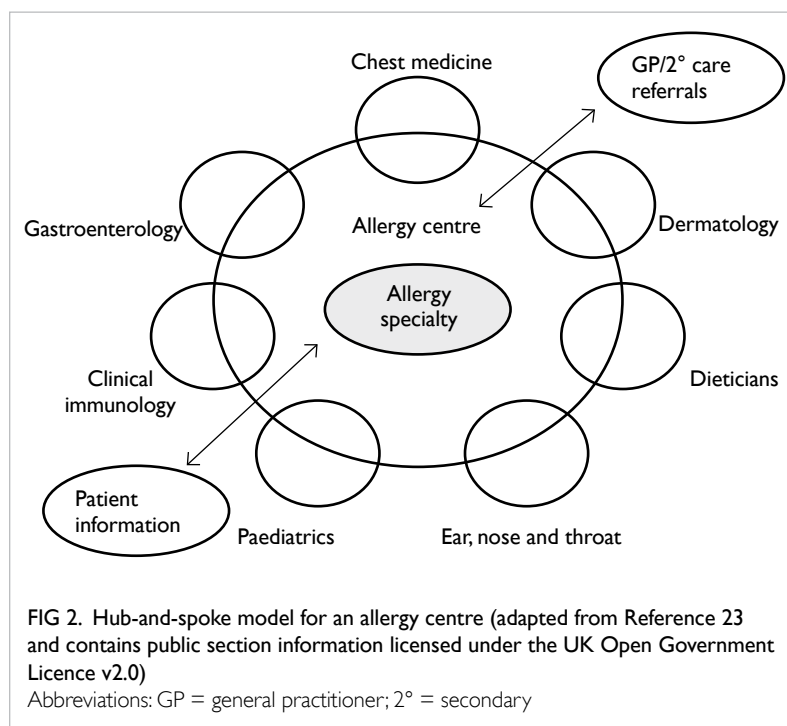 Chest medicine
GP/2° care
referrals
Gastroenterology
Allergy centre
Dermatology
Allergy
specialty
Clinical
immunology
Dieticians
Patient
information
Paediatrics
Ear, nose and throat
FIG 2. Hub-and-spoke model for an allergy centre (adapted from Reference 23
and contains public section information licensed under the UK Open Government
Licence v2.0)
Abbreviations: GP = general practitioner; 2° = secondary